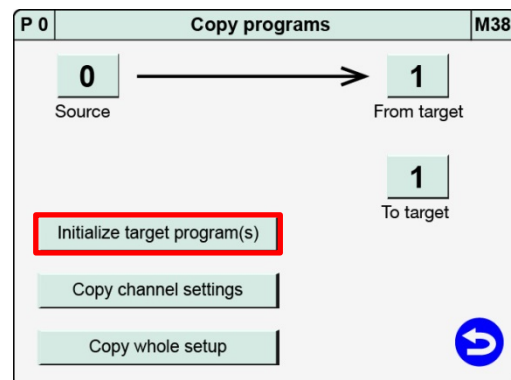 P 0 Copy programs M38
0 1
Source From target
1
To target
Initialize target program(s)
Copy channel settings
Copy whole setup